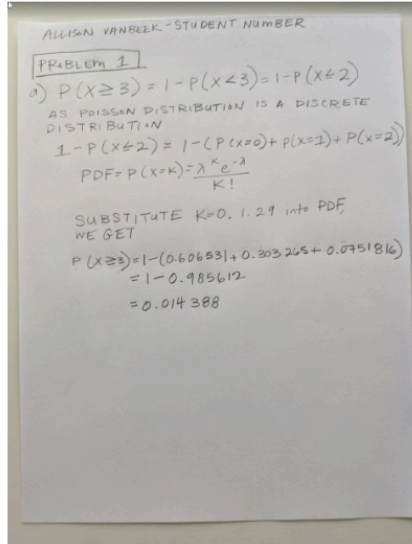 ALLISON VANBEEK - STUDENT NUMBER
PROBLEM 1
a) P(X≥3) = 1-P(X<3) = 1-P(X≤2)
AS POISSON DISTRIBUTION IS A DISCRETE
DISTRIBUTION
1-P(X≤2) = 1-(P(X=0)+P(X=1)+P(X=2))
PDF=P(X=K)=λ^K e^-λ / K!
SUBSTITUTE K=0.1.29 into PDF,
WE GET
P(X≥3)=1-(0.606531+0.303265+0.0751816)
=1-0.985612
=0.014388